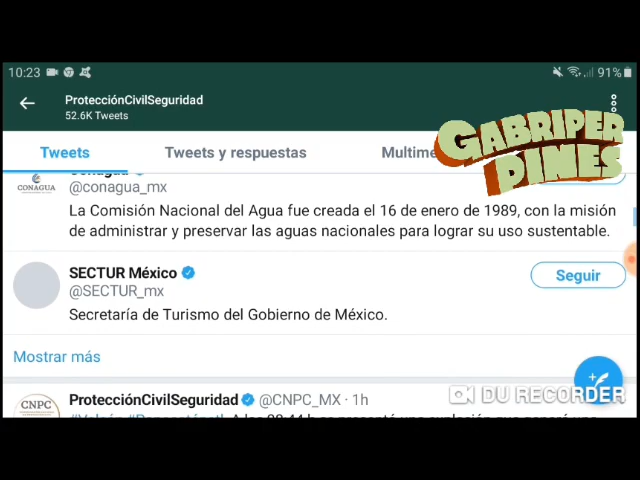 10:23
91%
ProtecciónCivilSeguridad
52.6K Tweets
GABRIPER
PINES
Tweets
Tweets y respuestas
Conagua
CONAGUA
@conagua_mx
La Comisión Nacional del Agua fue creada el 16 de enero de 1989, con la misión
de administrar y preservar las aguas nacionales para lograr su uso sustentable.
SECTUR México
Seguir
@SECTUR_mx
Secretaría de Turismo del Gobierno de México.
Mostrar más
DU RECORDER
CNPC
ProtecciónCivilSeguridad @CNPC_MX · 1h